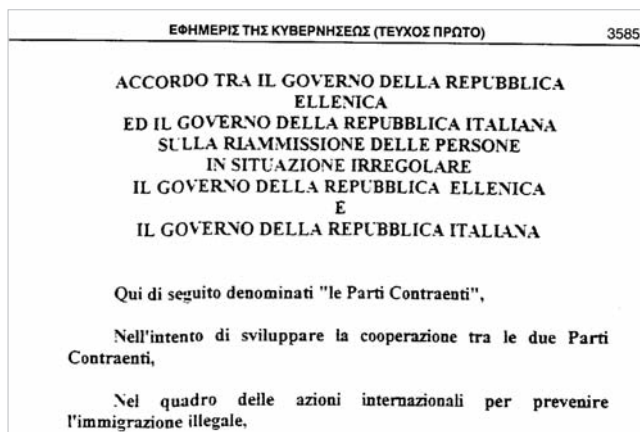 ΕΦΗΜΕΡΙΣ ΤΗΣ ΚΥΒΕΡΝΗΣΕΩΣ (ΤΕΥΧΟΣ ΠΡΩΤΟ) 3585
ACCORDO TRA IL GOVERNO DELLA REPUBBLICA
ELLENICA
ED IL GOVERNO DELLA REPUBBLICA ITALIANA
SULLA RIAMMISSIONE DELLE PERSONE
IN SITUAZIONE IRREGOLARE
IL GOVERNO DELLA REPUBBLICA ELLENICA
E
IL GOVERNO DELLA REPUBBLICA ITALIANA
Qui di seguito denominati "le Parti Contraenti",
Nell'intento di sviluppare la cooperazione tra le due Parti
Contraenti,
Nel quadro delle azioni internazionali per prevenire
l'immigrazione illegale,